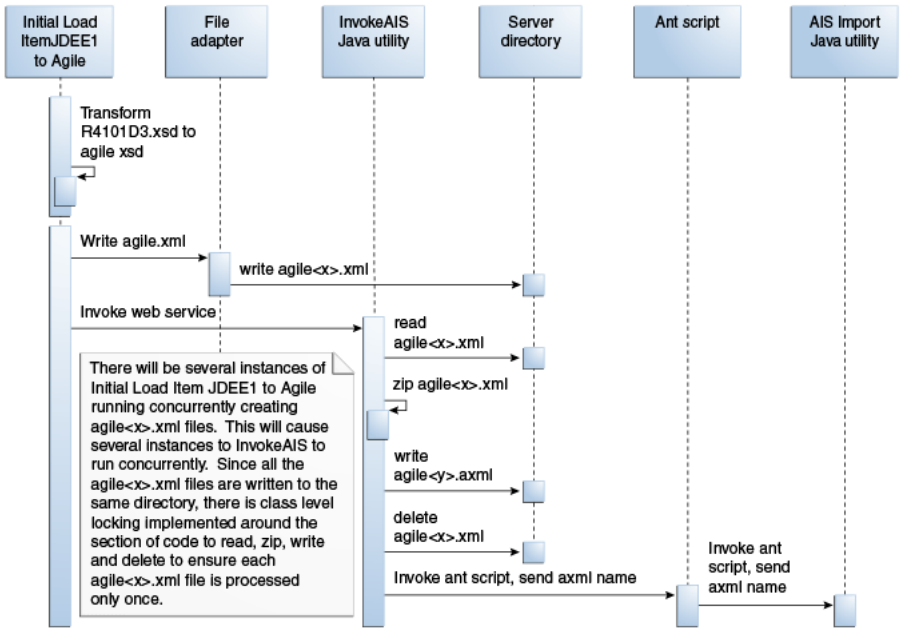 Initial Load
ItemJDEE1
to Agile
File
adapter
InvokeAIS
Java utility
Server
directory
Ant script
AIS Import
Java utility
Transform
R4101D3.xsd to
agile xsd
Write agile.xml
write agile<x>.xml
Invoke web service
read
agile<x>.xml
zip agile<x>.xml
There will be several instances of
Initial Load Item JDEE1 to Agile
running concurrently creating
agile<x>.xml files.  This will cause
several instances to InvokeAIS to
run concurrently.  Since all the
agile<x>.xml files are written to the
same directory, there is class level
locking implemented around the
section of code to read, zip, write
and delete to ensure each
agile<x>.xml file is processed
only once.
write
agile<y>.axml
delete
agile<x>.xml
Invoke ant script, send axml name
Invoke ant
script, send
axml name